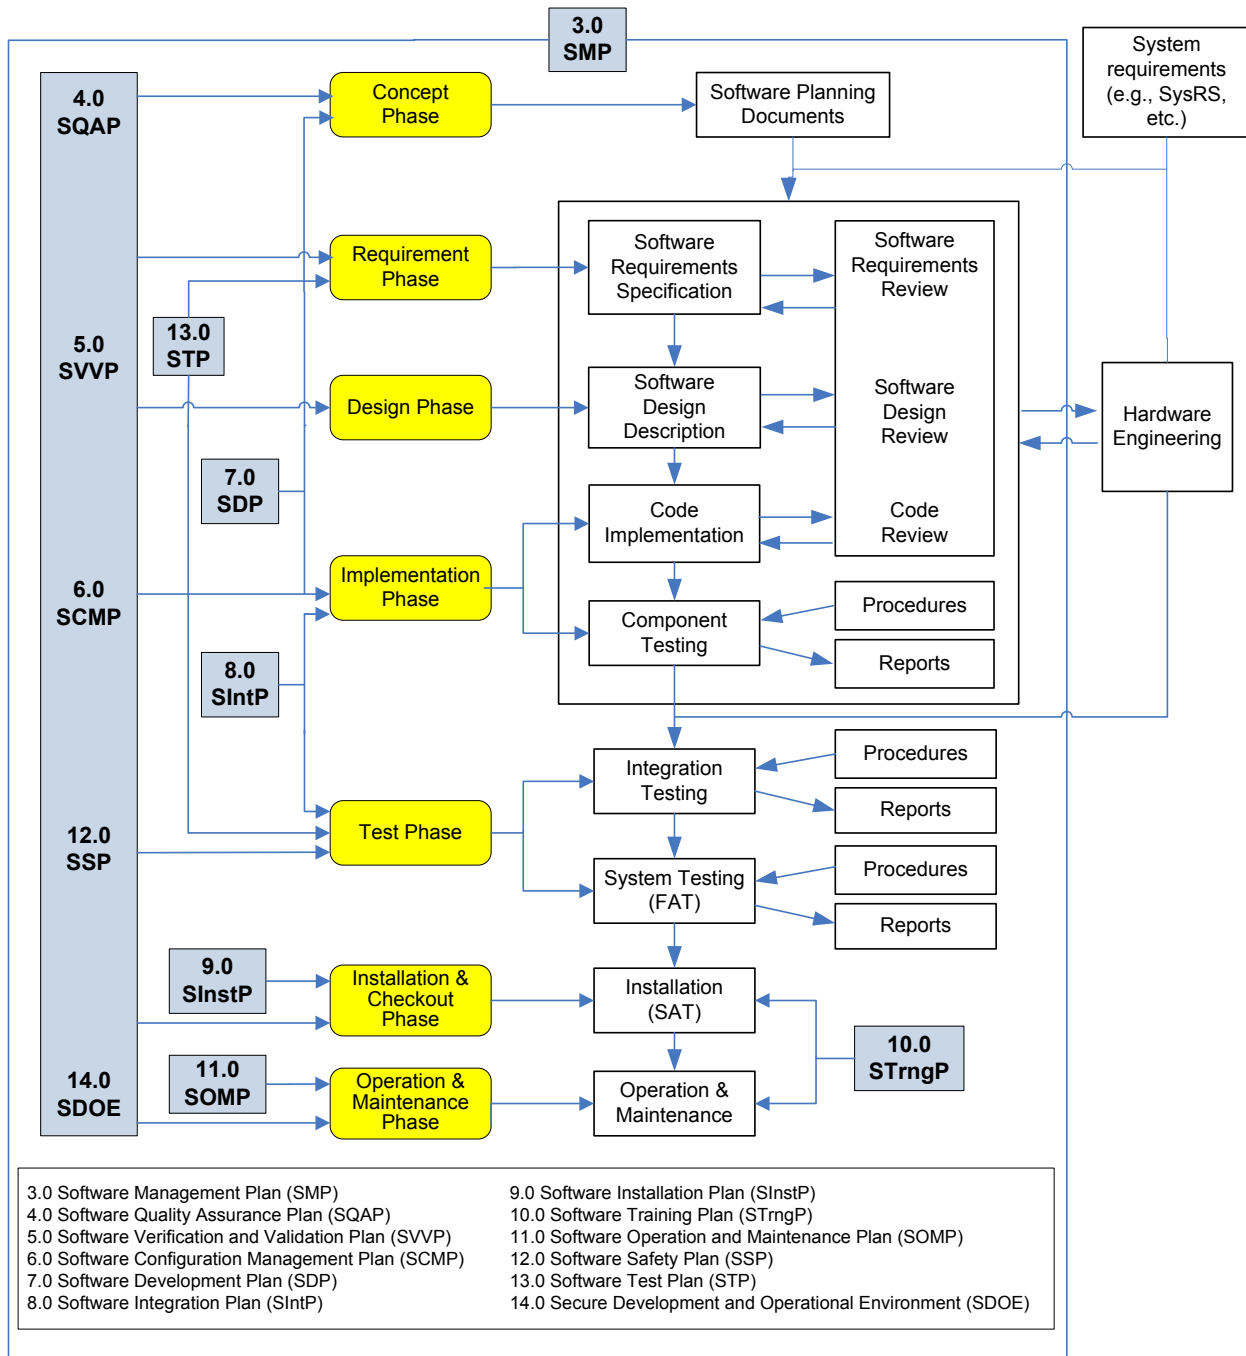 3.0
SMP
System
requirements
(e.g., SysRS,
etc.)
4.0
SQAP
Concept
Phase
Software Planning
Documents
Requirement
Phase
Software
Requirements
Specification
Software
Requirements
Review
13.0
STP
5.0
SVVP
Design Phase
Software
Design
Description
Software
Design
Review
Hardware
Engineering
7.0
SDP
Code
Implementation
Code
Review
6.0
SCMP
Implementation
Phase
Component
Testing
Procedures
Reports
8.0
SIntP
Integration
Testing
Procedures
Reports
12.0
SSP
Test Phase
System Testing
(FAT)
Procedures
Reports
9.0
SInstP
Installation &
Checkout
Phase
Installation
(SAT)
10.0
STrngP
14.0
SDOE
11.0
SOMP
Operation &
Maintenance
Phase
Operation &
Maintenance
3.0 Software Management Plan (SMP)
4.0 Software Quality Assurance Plan (SQAP)
5.0 Software Verification and Validation Plan (SVVP)
6.0 Software Configuration Management Plan (SCMP)
7.0 Software Development Plan (SDP)
8.0 Software Integration Plan (SIntP)
9.0 Software Installation Plan (SInstP)
10.0 Software Training Plan (STrngP)
11.0 Software Operation and Maintenance Plan (SOMP)
12.0 Software Safety Plan (SSP)
13.0 Software Test Plan (STP)
14.0 Secure Development and Operational Environment (SDOE)